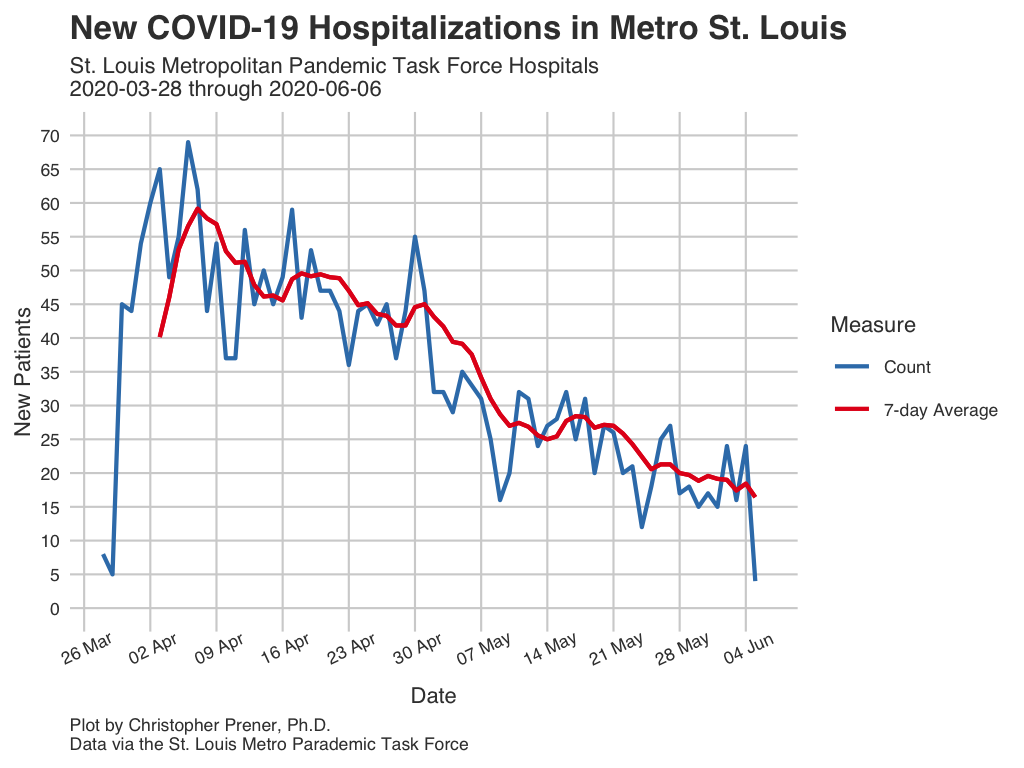 New COVID-19 Hospitalizations in Metro St. Louis
St. Louis Metropolitan Pandemic Task Force Hospitals
2020-03-28 through 2020-06-06
70
65
60
55
50
45
40
35
30
25
20
15
10
5
0
New Patients
26 Mar
02 Apr
09 Apr
16 Apr
23 Apr
30 Apr
07 May
14 May
21 May
28 May
04 Jun
Date
Measure
Count
7-day Average
Plot by Christopher Prener, Ph.D.
Data via the St. Louis Metro Parademic Task Force